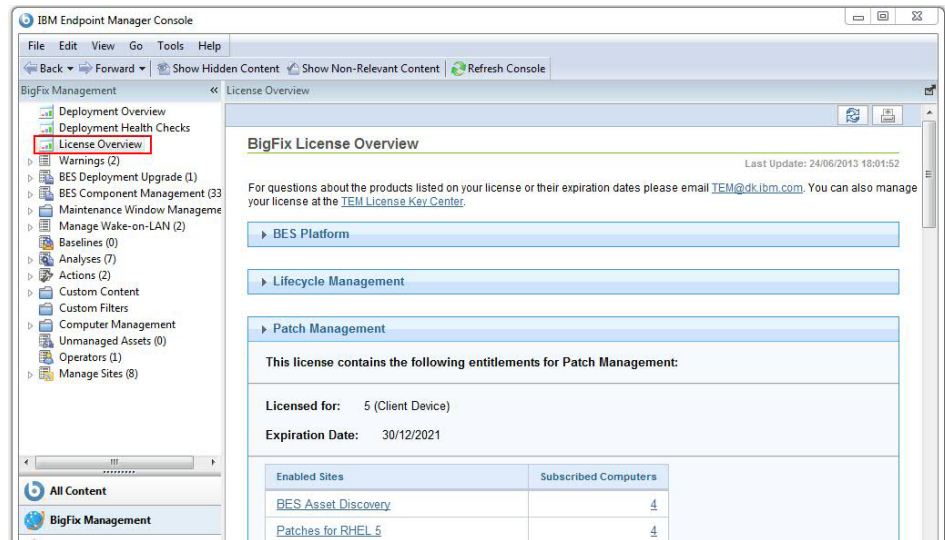 IBM Endpoint Manager Console
File Edit View Go Tools Help
Back Forward Show Hidden Content Show Non-Relevant Content Refresh Console
BigFix Management
License Overview
Deployment Overview
Deployment Health Checks
License Overview
Warnings (2)
BES Deployment Upgrade (1)
BES Component Management (33
Maintenance Window Manageme
Manage Wake-on-LAN (2)
Baselines (0)
Analyses (7)
Actions (2)
Custom Content
Custom Filters
Computer Management
Unmanaged Assets (0)
Operators (1)
Manage Sites (8)
All Content
BigFix Management
BigFix License Overview
Last Update: 24/06/2013 18:01:52
For questions about the products listed on your license or their expiration dates please email TEM@dk.ibm.com. You can also manage
your license at the TEM License Key Center.
BES Platform
Lifecycle Management
Patch Management
This license contains the following entitlements for Patch Management:
Licensed for: 5 (Client Device)
Expiration Date: 30/12/2021
Enabled Sites Subscribed Computers
BES Asset Discovery 4
Patches for RHEL 5 4